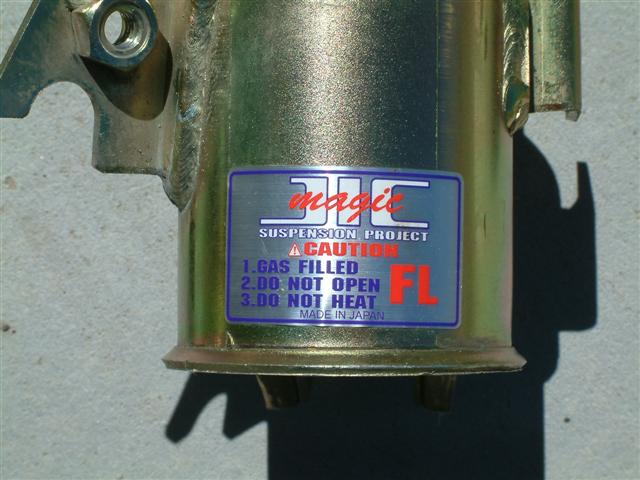 JIC
magic
SUSPENSION PROJECT
⚠CAUTION
1.GAS FILLED
2.DO NOT OPEN
3.DO NOT HEAT
FL
MADE IN JAPAN